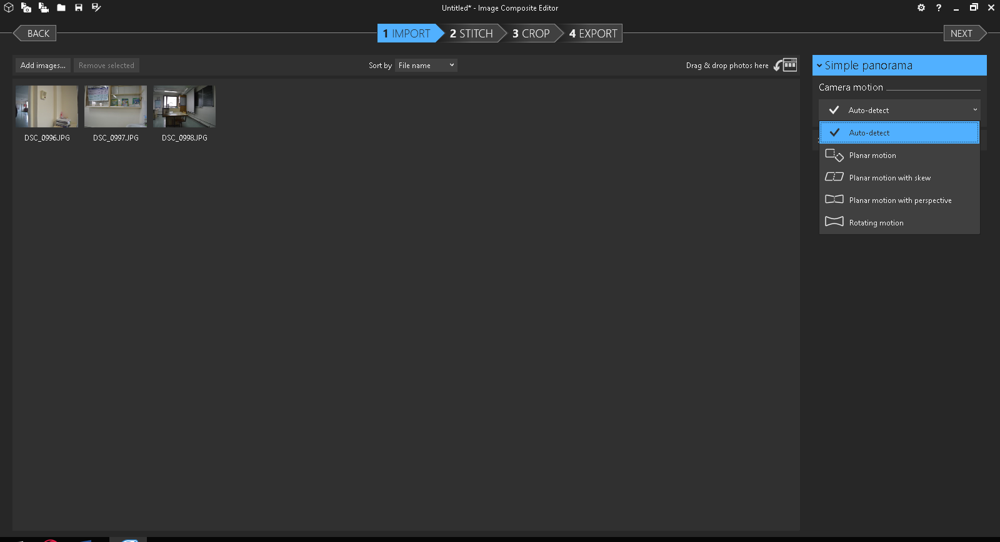 Untitled* - Image Composite Editor
BACK
1 IMPORT
2 STITCH
3 CROP
4 EXPORT
NEXT
Add images...
Remove selected
Sort by
File name
Drag & drop photos here
DSC_0996.JPG
DSC_0997.JPG
DSC_0998.JPG
Simple panorama
Camera motion
Auto-detect
Auto-detect
Planar motion
Planar motion with skew
Planar motion with perspective
Rotating motion